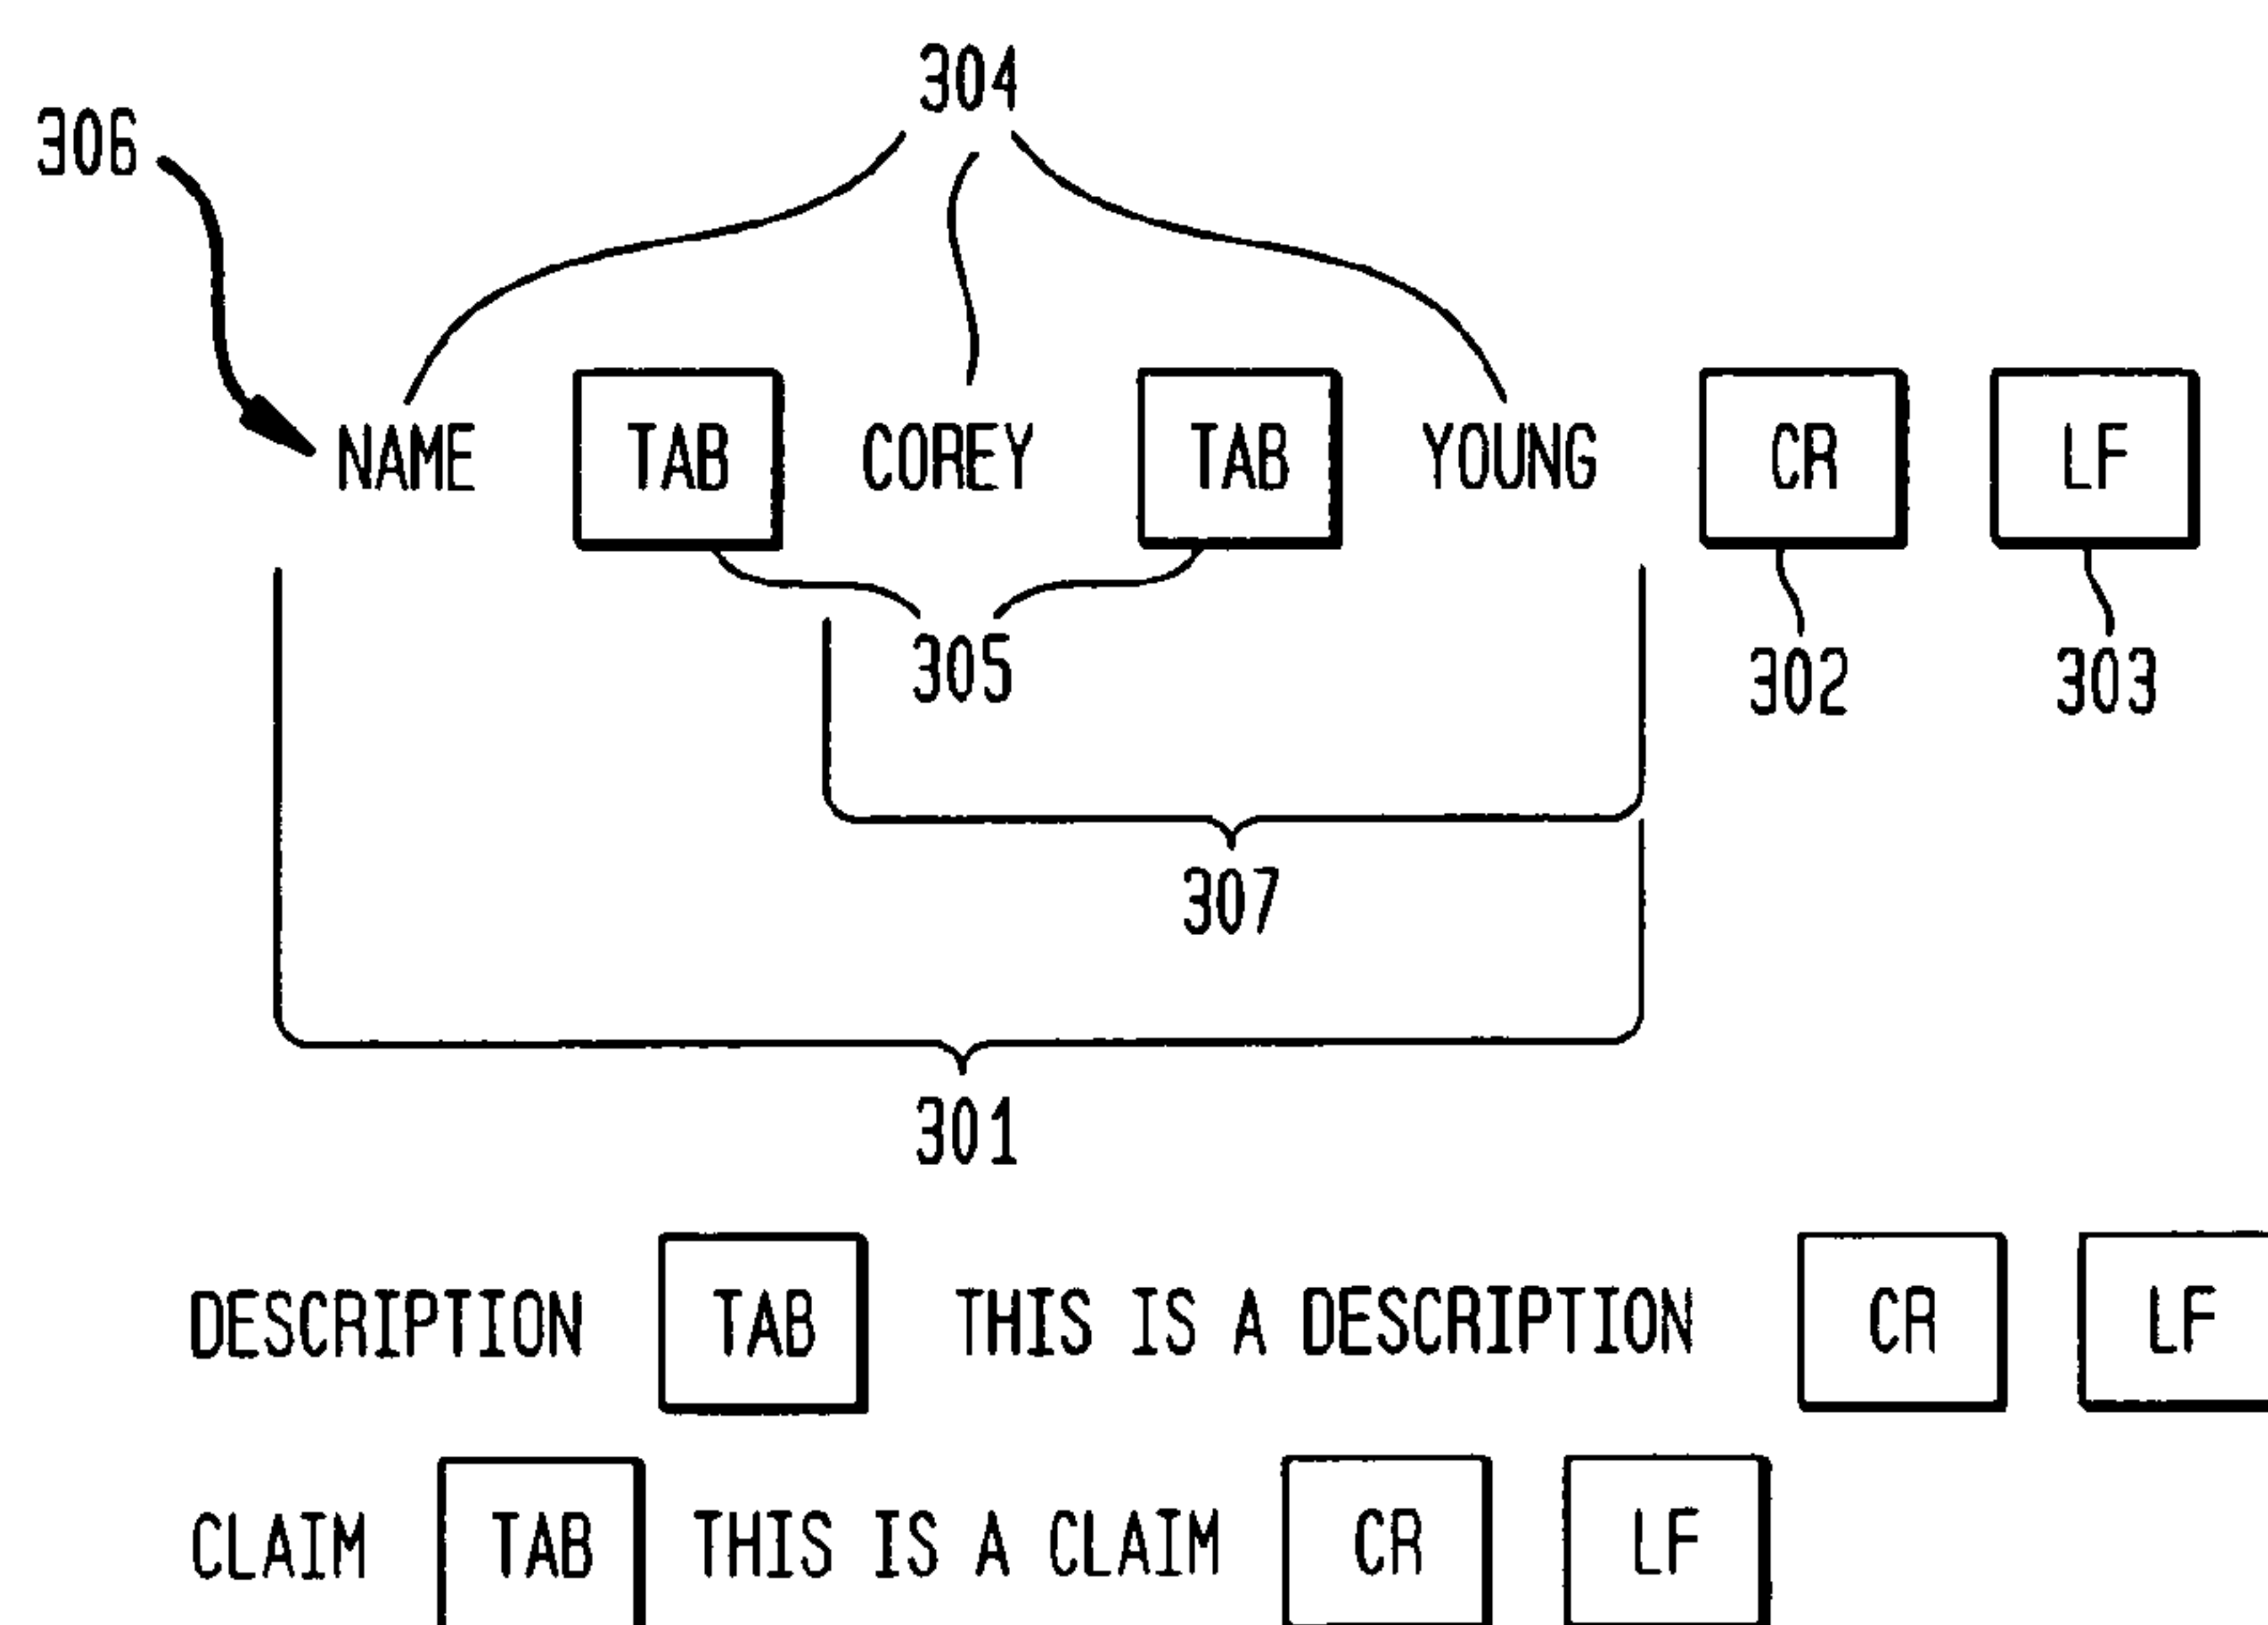 304
306
NAME TAB COREY TAB YOUNG CR LF
305
302 303
307
301
DESCRIPTION TAB THIS IS A DESCRIPTION CR LF
CLAIM TAB THIS IS A CLAIM CR LF